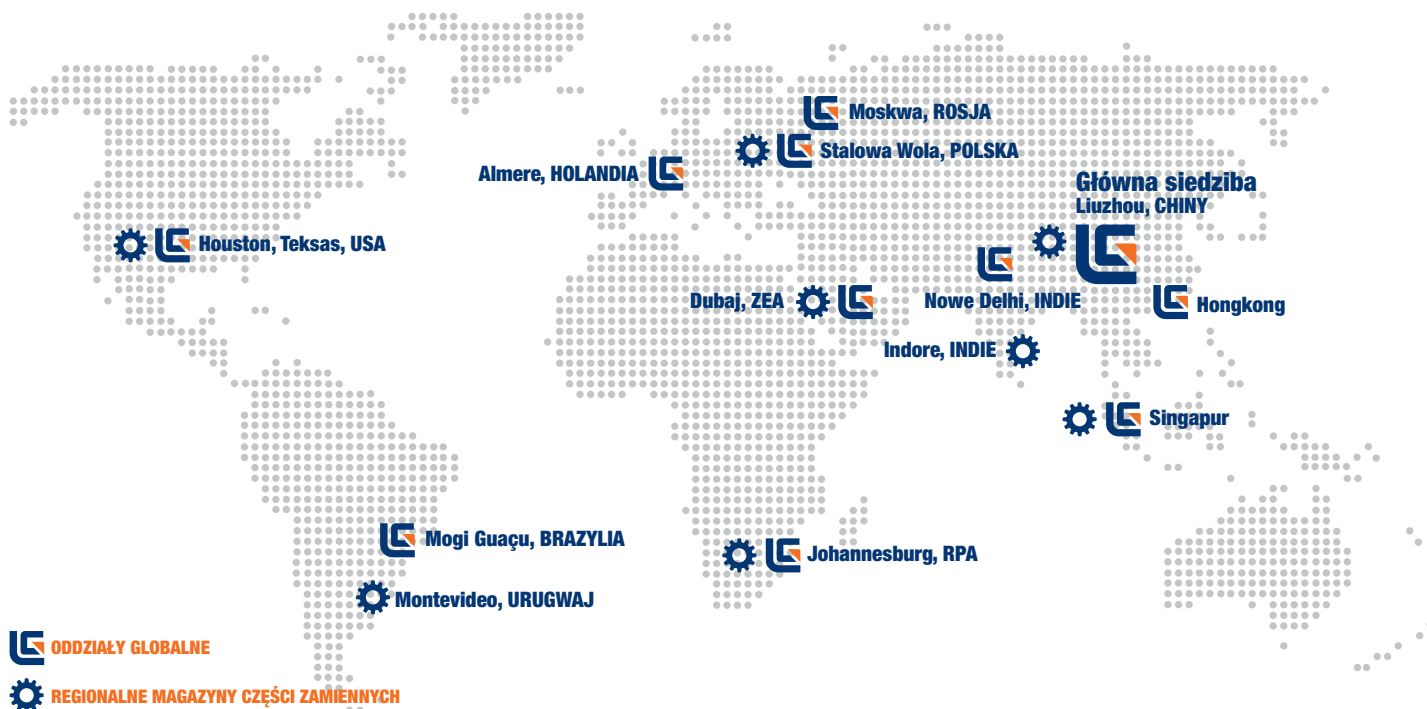 Moskwa, ROSJA
Stalowa Wola, POLSKA
Almere, HOLANDIA
Główna siedziba
Liuzhou, CHINY
Houston, Teksas, USA
Dubaj, ZEA
Nowe Delhi, INDIE
Hongkong
Indore, INDIE
Singapur
Mogi Guaçu, BRAZYLIA
Johannesburg, RPA
Montevideo, URUGWAJ
ODDZIAŁY GLOBALNE
REGIONALNE MAGAZYNY CZĘŚCI ZAMIENNYCH